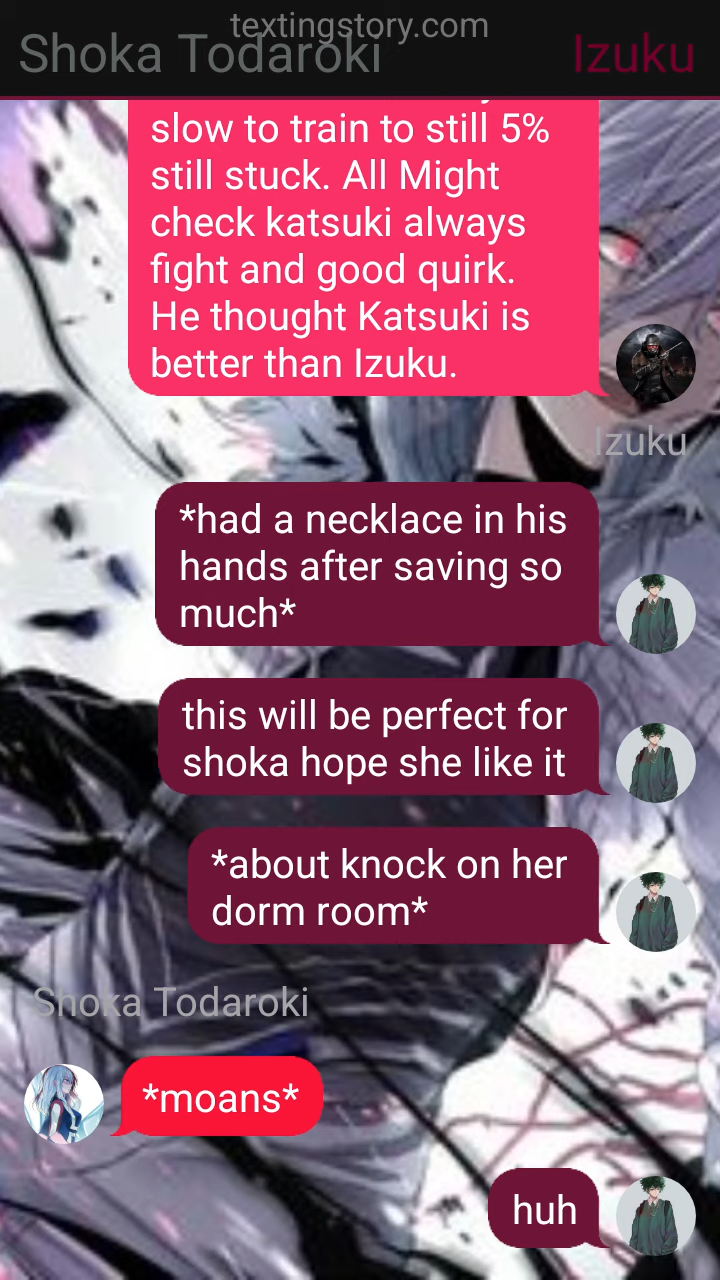 textingstory.com
Shoka Todaroki
Izuku
slow to train to still 5%
still stuck. All Might
check katsuki always
fight and good quirk.
He thought Katsuki is
better than Izuku.
Izuku
*had a necklace in his
hands after saving so
much*
this will be perfect for
shoka hope she like it
*about knock on her
dorm room*
Shoka Todaroki
*moans*
huh